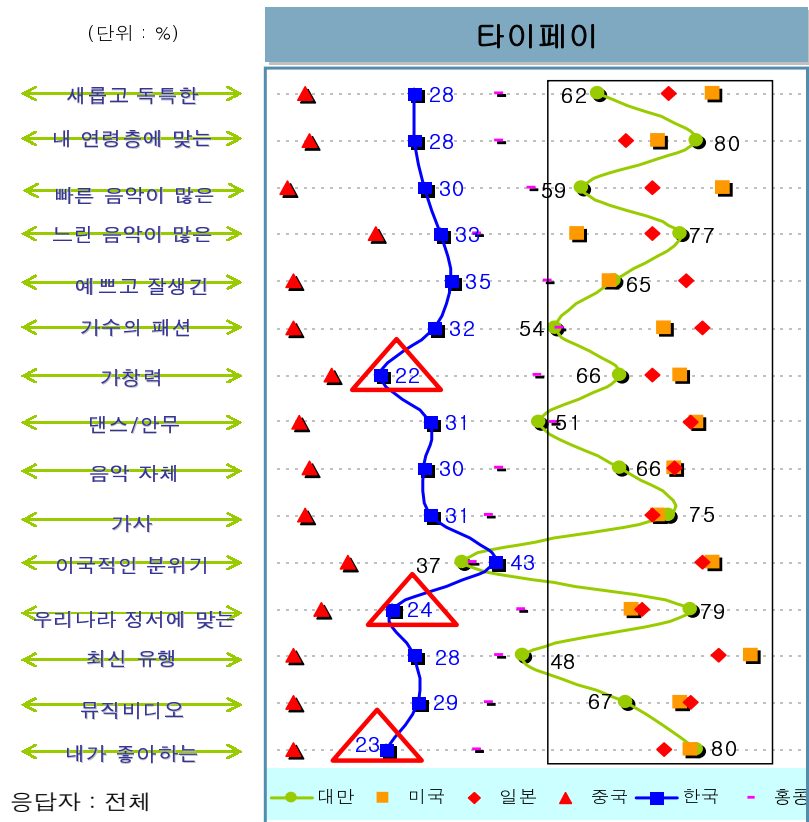 (단위 : %)
타이페이
새롭고 독특한 28 62
내 연령층에 맞는 28 80
빠른 음악이 많은 30 59
느린 음악이 많은 33 77
예쁘고 잘생긴 35 65
가수의 패션 32 54
가창력 22 66
댄스/안무 31 51
음악 자체 30 66
가사 31 75
이국적인 분위기 37 43
우리나라 정서에 맞는 24 79
최신 유행 28 48
뮤직비디오 29 67
내가 좋아하는 23 80
응답자 : 전체
대만 미국 일본 중국 한국 홍콩